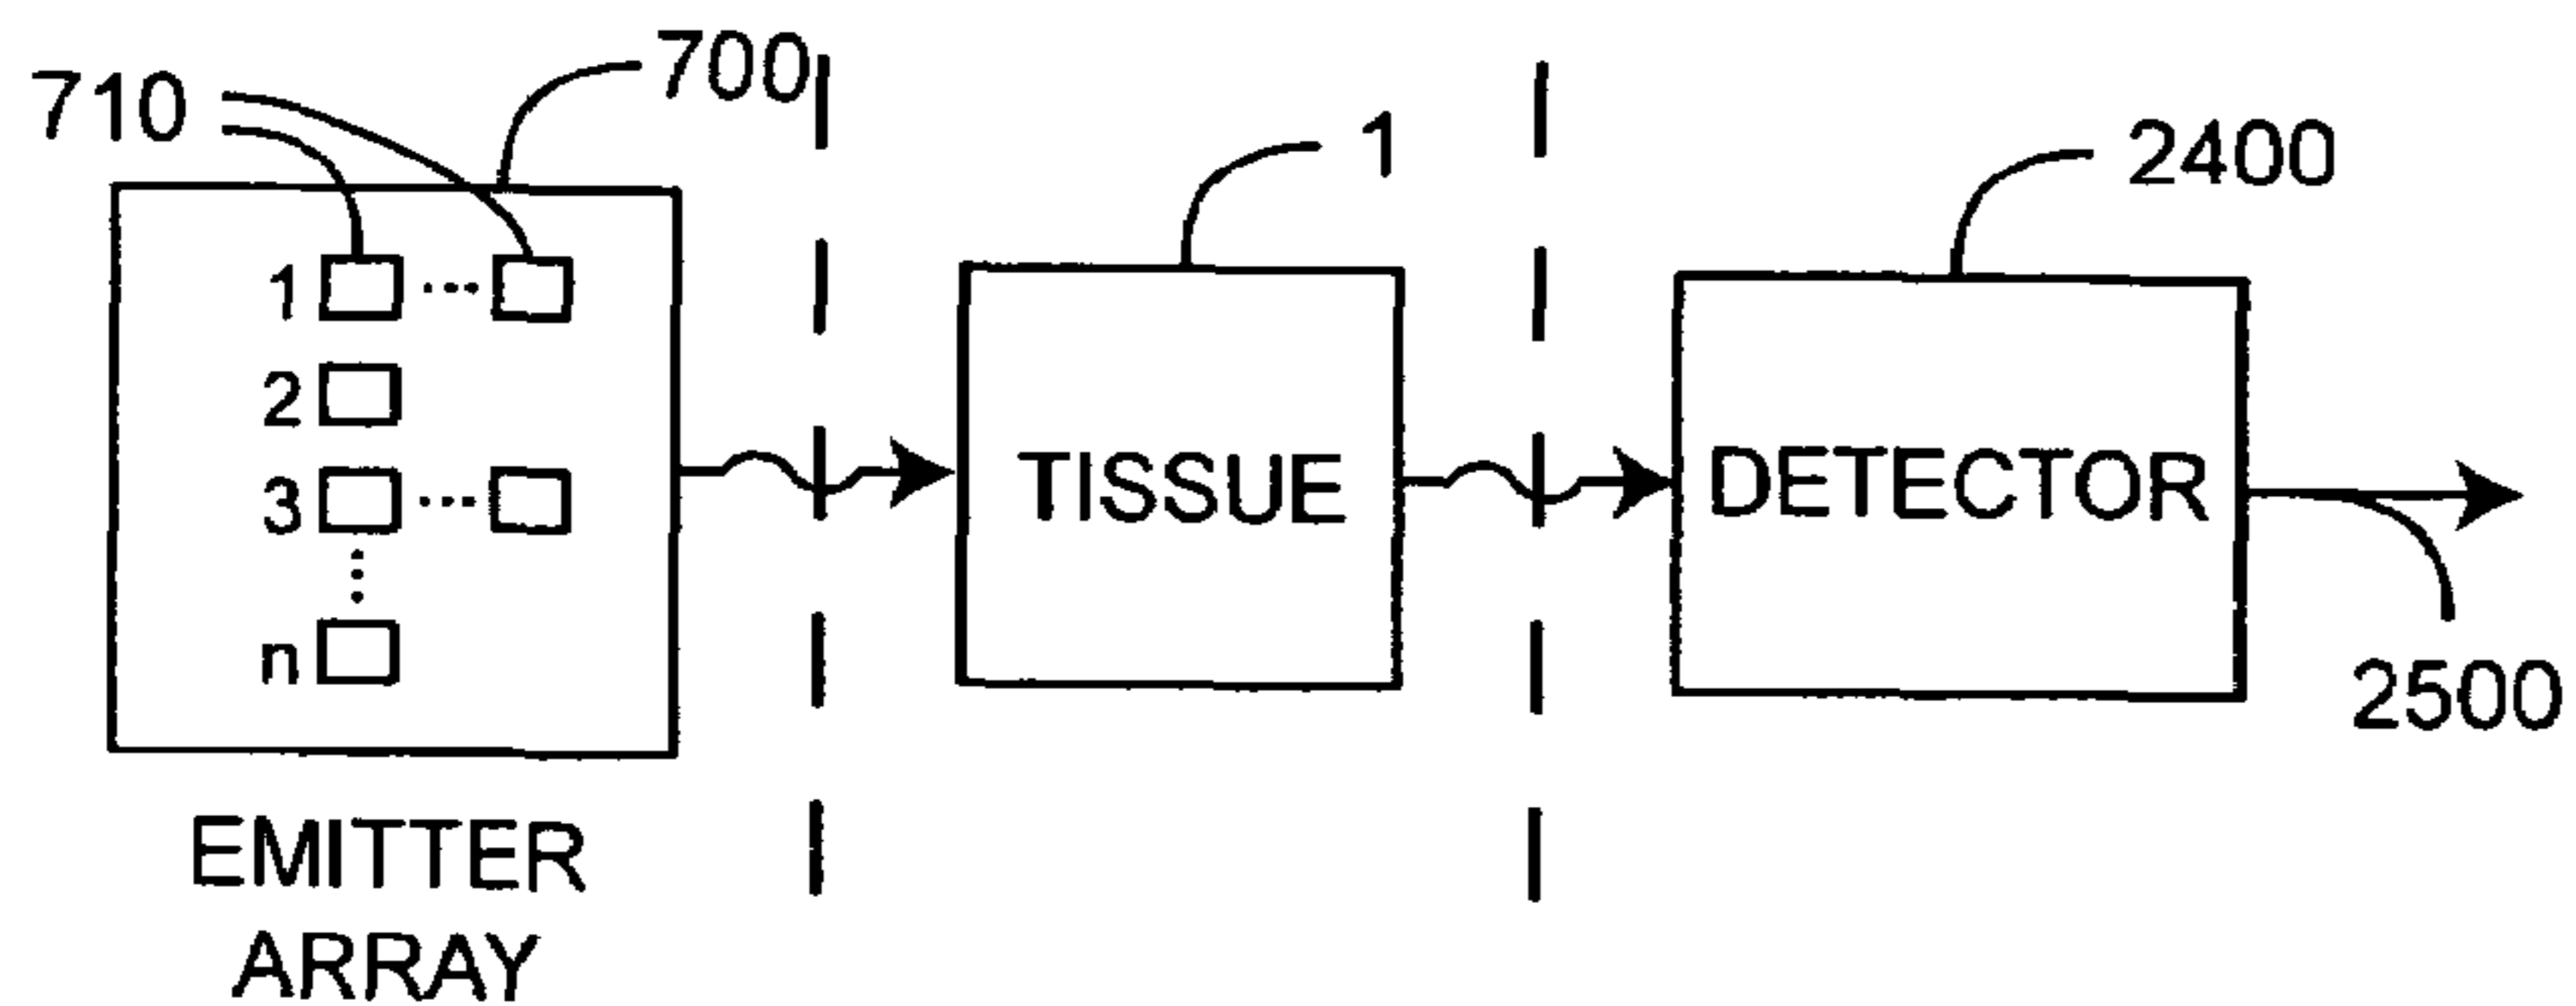 710
700
1
2400
1 ...
2
3 ...
n
TISSUE
DETECTOR
2500
EMITTER
ARRAY